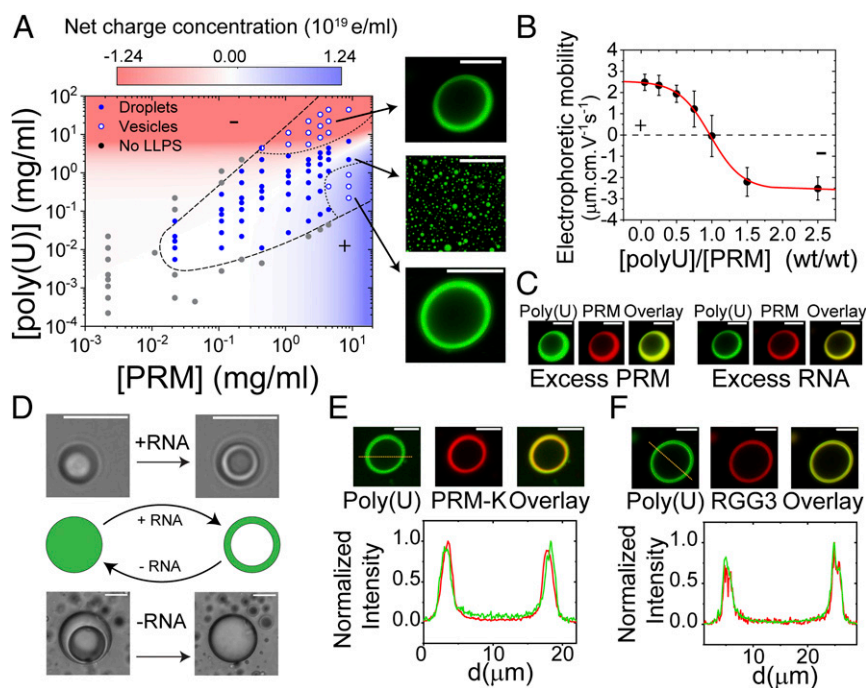 A
Net charge concentration (10¹⁹ e/ml)
-1.24 0.00 1.24
[poly(U)] (mg/ml)
10²
10¹
10⁰
10⁻¹
10⁻²
10⁻³
10⁻⁴
Droplets
Vesicles
No LLPS
−
+
10⁻³ 10⁻² 10⁻¹ 10⁰ 10¹
[PRM] (mg/ml)
B
Electrophoretic mobility
(μm.cm.V⁻¹s⁻¹)
4
3
2
1
0
-1
-2
-3
-4
+
−
0.0 0.5 1.0 1.5 2.0 2.5
[polyU]/[PRM] (wt/wt)
C
Poly(U) PRM Overlay
Excess PRM
Poly(U) PRM Overlay
Excess RNA
D
+RNA
+ RNA
- RNA
-RNA
E
Poly(U) PRM-K Overlay
Normalized
Intensity
1.0
0.5
0.0
0 10 20
d(μm)
F
Poly(U) RGG3 Overlay
Normalized
Intensity
1.0
0.5
0.0
10 20
d(μm)